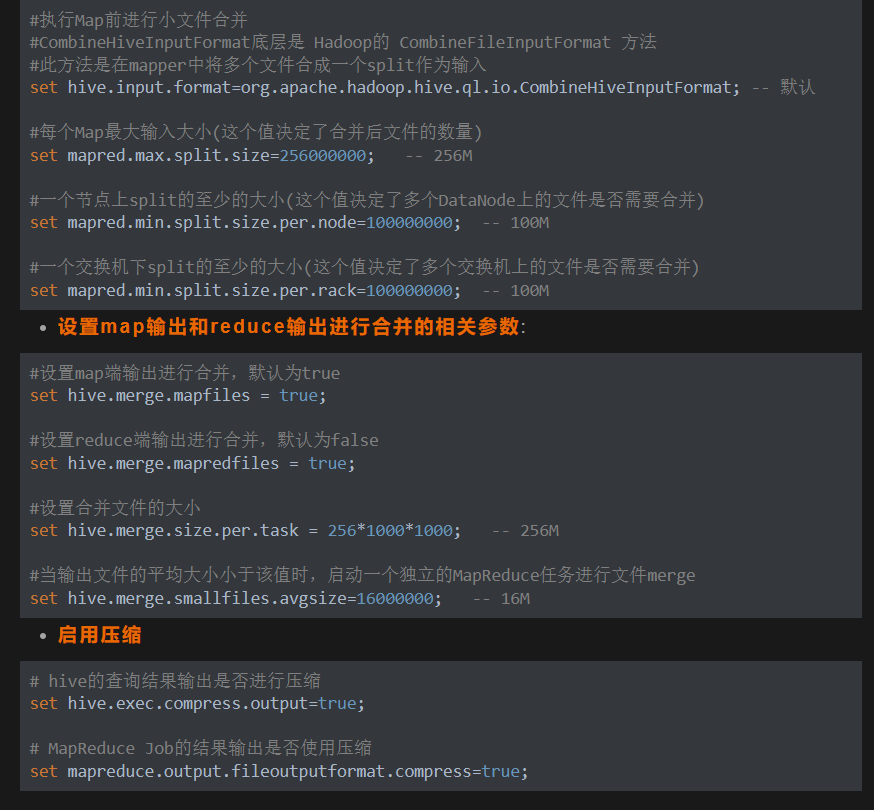 #执行Map前进行小文件合并
#CombineHiveInputFormat底层是 Hadoop的 CombineFileInputFormat 方法
#此方法是在mapper中将多个文件合成一个split作为输入
set hive.input.format=org.apache.hadoop.hive.ql.io.CombineHiveInputFormat; -- 默认
#每个Map最大输入大小(这个值决定了合并后文件的数量)
set mapred.max.split.size=256000000;   -- 256M
#一个节点上split的至少的大小(这个值决定了多个DataNode上的文件是否需要合并)
set mapred.min.split.size.per.node=100000000;  -- 100M
#一个交换机下split的至少的大小(这个值决定了多个交换机上的文件是否需要合并)
set mapred.min.split.size.per.rack=100000000;  -- 100M
• 设置map输出和reduce输出进行合并的相关参数:
#设置map端输出进行合并，默认为true
set hive.merge.mapfiles = true;
#设置reduce端输出进行合并，默认为false
set hive.merge.mapredfiles = true;
#设置合并文件的大小
set hive.merge.size.per.task = 256*1000*1000;   -- 256M
#当输出文件的平均大小小于该值时，启动一个独立的MapReduce任务进行文件merge
set hive.merge.smallfiles.avgsize=16000000;   -- 16M
• 启用压缩
# hive的查询结果输出是否进行压缩
set hive.exec.compress.output=true;
# MapReduce Job的结果输出是否使用压缩
set mapreduce.output.fileoutputformat.compress=true;